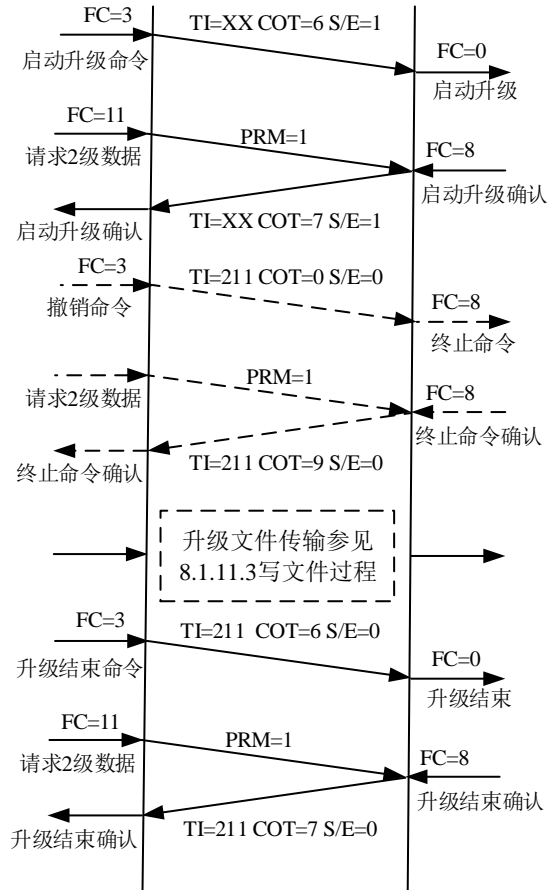 FC=3
TI=XX COT=6 S/E=1
启动升级命令
FC=0
启动升级
FC=11
PRM=1
请求2级数据
FC=8
启动升级确认
启动升级确认
TI=XX COT=7 S/E=1
FC=3
TI=211 COT=0 S/E=0
撤销命令
FC=8
终止命令
PRM=1
请求2级数据
FC=8
终止命令确认
终止命令确认
TI=211 COT=9 S/E=0
升级文件传输参见
8.1.11.3写文件过程
FC=3
TI=211 COT=6 S/E=0
升级结束命令
FC=0
升级结束
FC=11
PRM=1
请求2级数据
FC=8
升级结束确认
升级结束确认
TI=211 COT=7 S/E=0